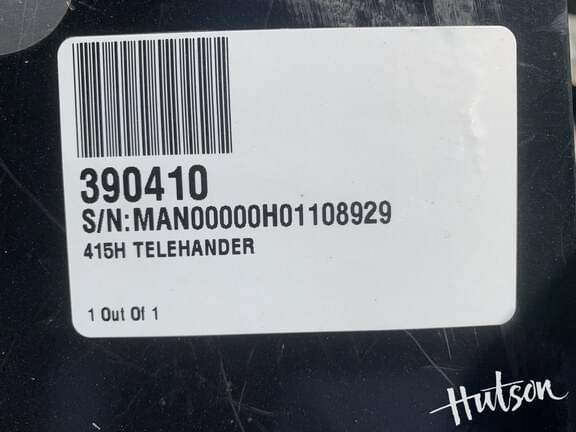 390410
S/N:MAN00000H01108929
415H TELEHANDER
1 Out Of 1
Hutson